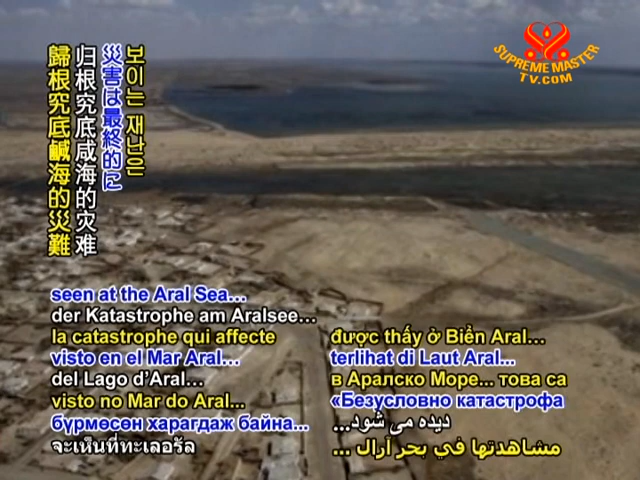 SUPREME MASTER
TV.COM
보이는 재난은
災害は最終的に
归根究底咸海的灾难
歸根究底鹹海的災難
seen at the Aral Sea...
der Katastrophe am Aralsee...
la catastrophe qui affecte
visto en el Mar Aral...
del Lago d'Aral...
visto no Mar do Aral...
бүрмөсөн харагдаж байна...
จะเห็นที่ทะเลอรัล
được thấy ở Biển Aral...
terlihat di Laut Aral...
в Аралско Море... това са
«Безусловно катастрофа
دیده می شود...
مشاهدتها في بحر آرال ...